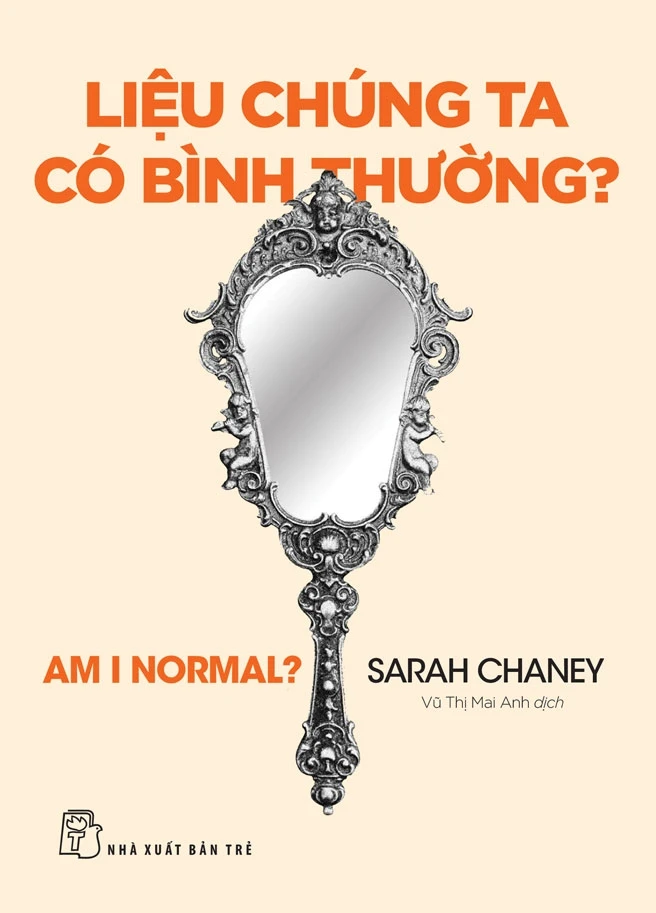 LIỆU CHÚNG TA
CÓ BÌNH THƯỜNG?
AM I NORMAL?
SARAH CHANEY
Vũ Thị Mai Anh dịch
T
NHÀ XUẤT BẢN TRẺ